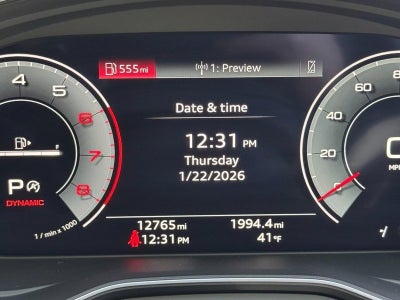 555 mi
1: Preview
Date & time
12:31 PM
Thursday
1/22/2026
4
5
6
7
8
F
P
DYNAMIC
1 / min x 1000
12765 mi
1994.4 mi
12:31 PM
41 °F
0
20
40
60